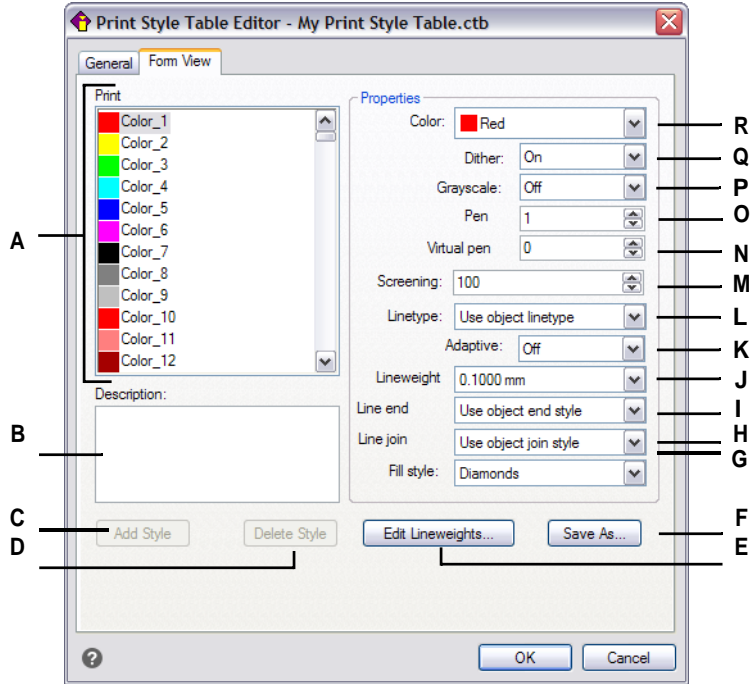 Print Style Table Editor - My Print Style Table.ctb
General Form View
Print
Color_1
Color_2
Color_3
Color_4
Color_5
Color_6
Color_7
Color_8
Color_9
Color_10
Color_11
Color_12
Description:
Properties
Color: Red
Dither: On
Grayscale: Off
Pen 1
Virtual pen 0
Screening: 100
Linetype: Use object linetype
Adaptive: Off
Lineweight 0.1000 mm
Line end Use object end style
Line join Use object join style
Fill style: Diamonds
Add Style Delete Style Edit Lineweights... Save As...
? OK Cancel
A
B
C
D
R
Q
P
O
N
M
L
K
J
I
H
G
F
E